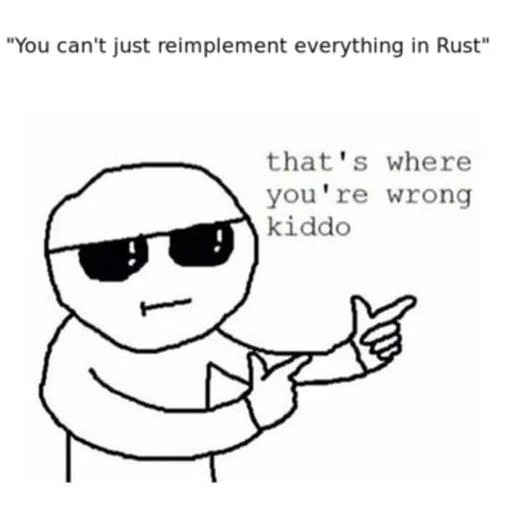 "You can't just reimplement everything in Rust"
that's where
you're wrong
kiddo